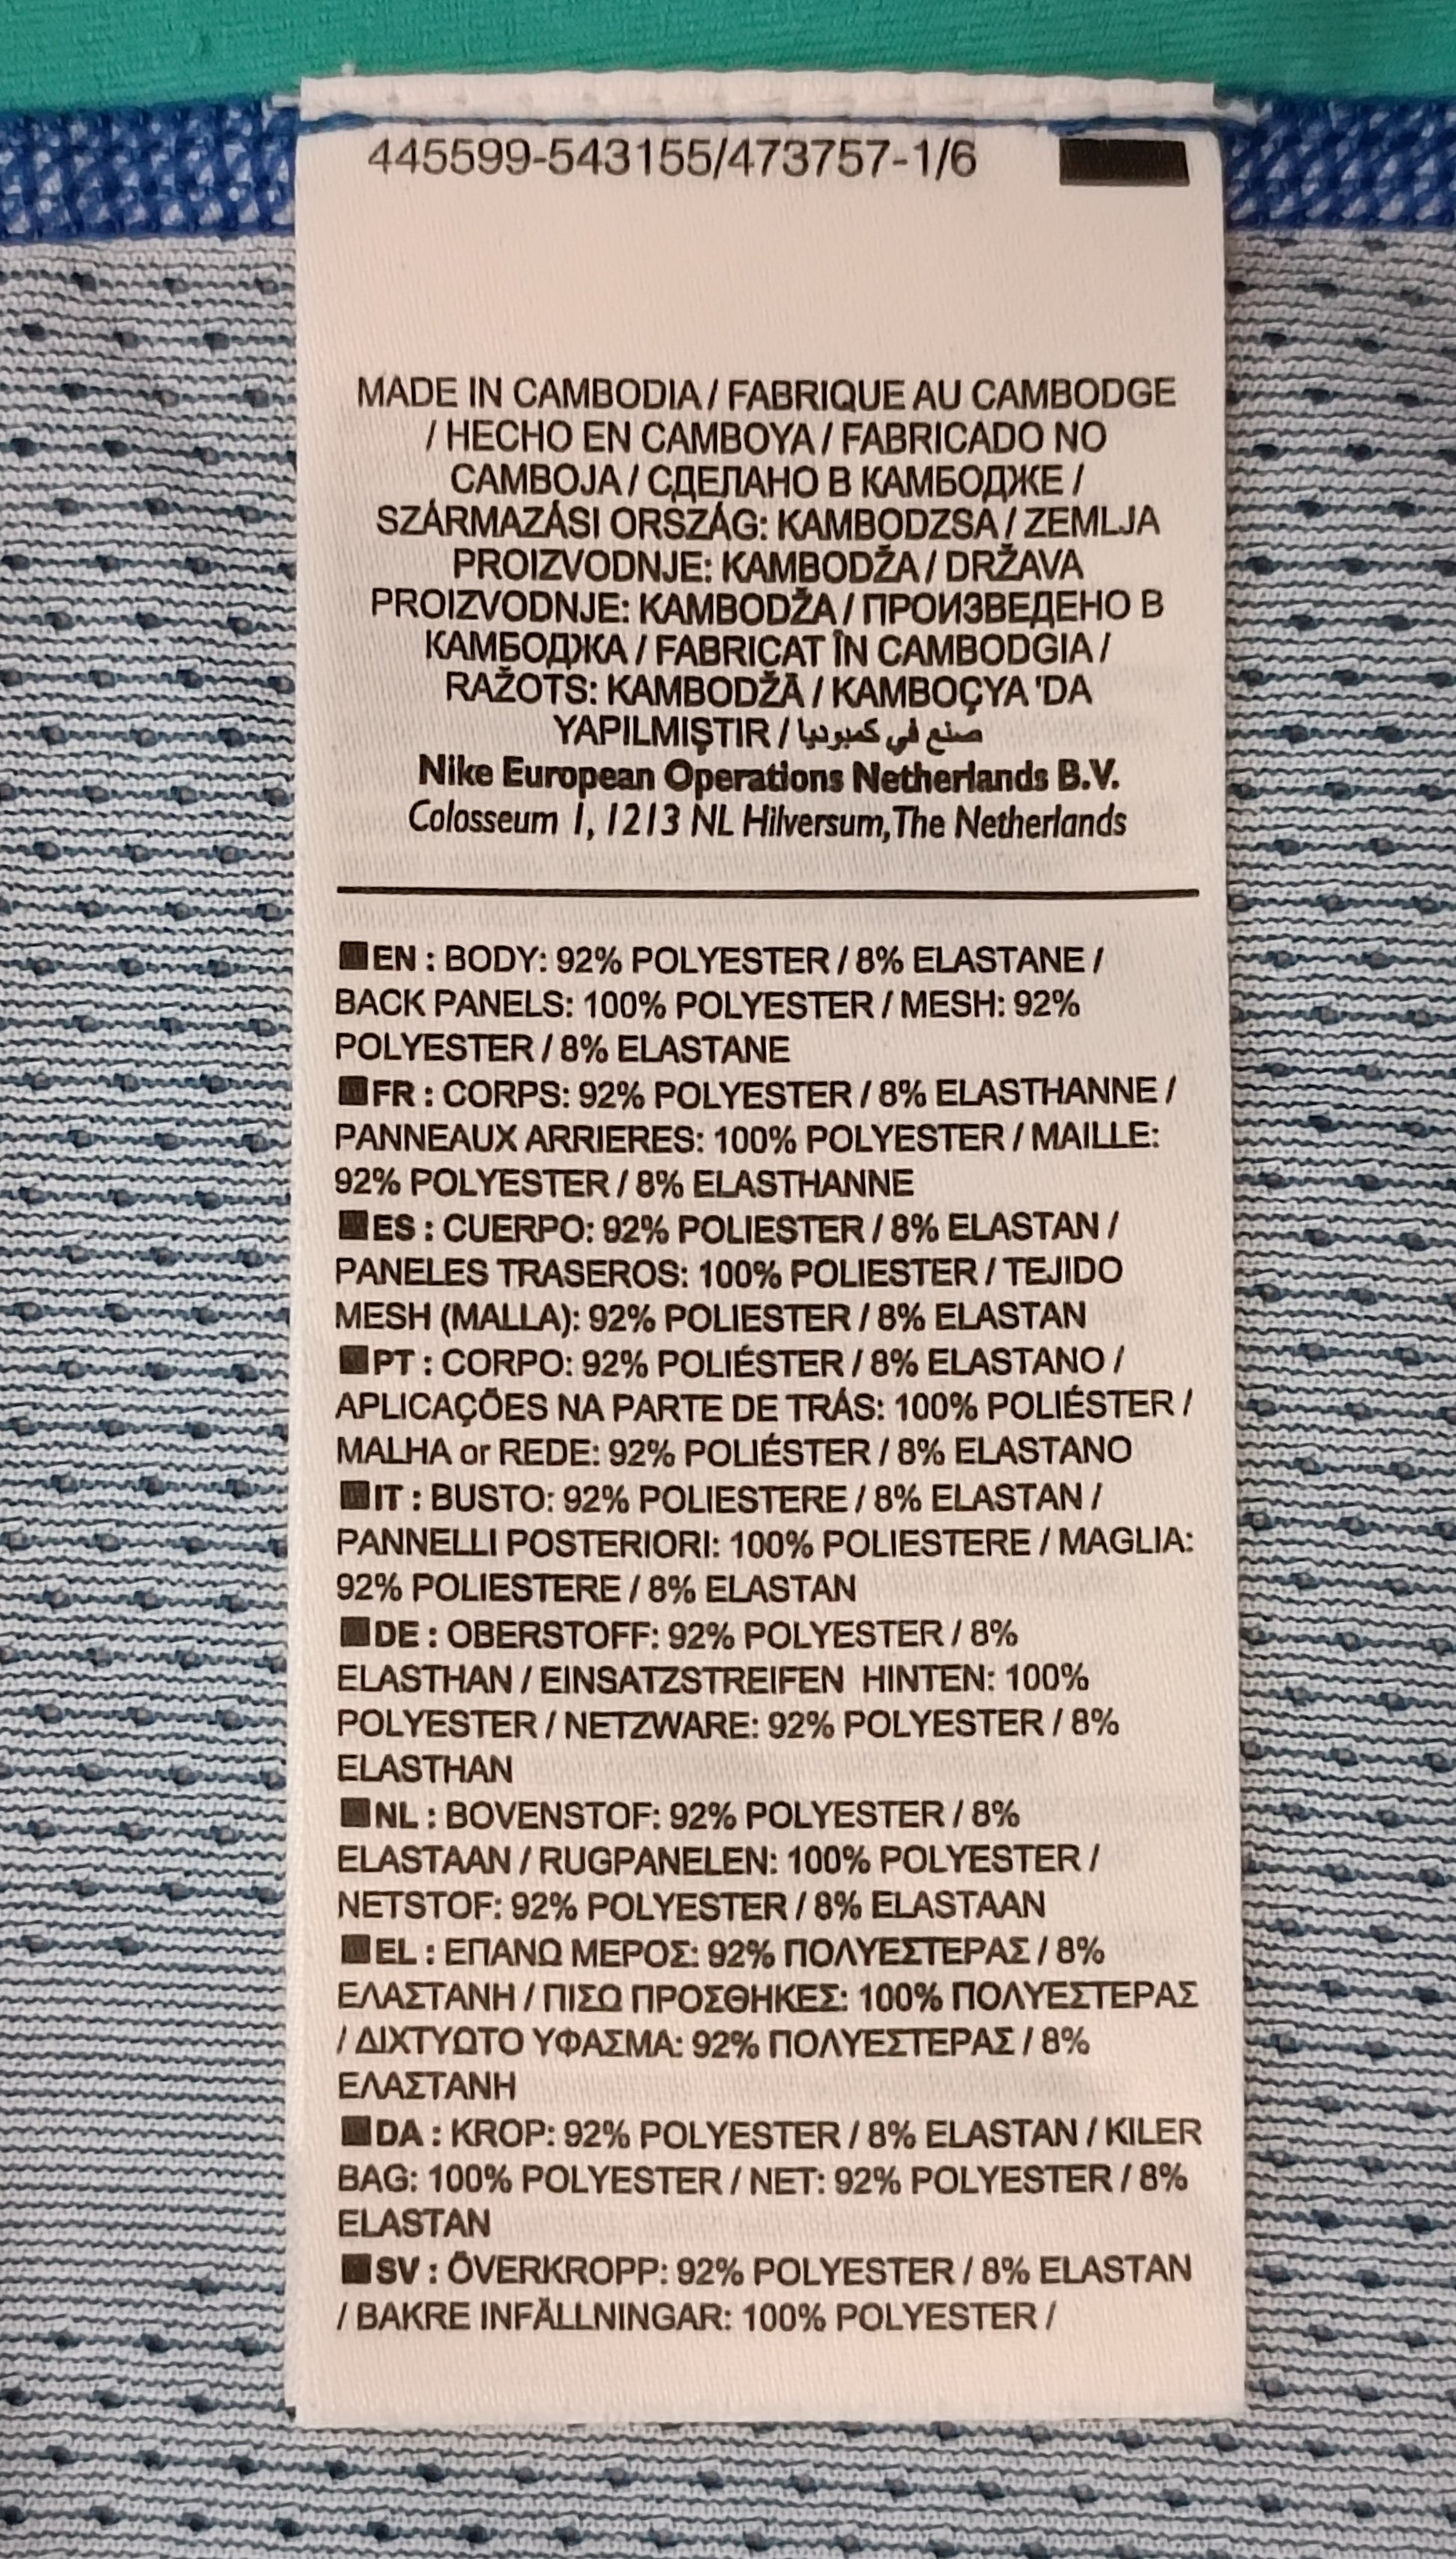 445599-543155/473757-1/6
MADE IN CAMBODIA / FABRIQUE AU CAMBODGE
/ HECHO EN CAMBOYA / FABRICADO NO
CAMBOJA / СДЕЛАНО В КАМБОДЖЕ /
SZÁRMAZÁSI ORSZÁG: KAMBODZSA / ZEMLJA
PROIZVODNJE: KAMBODŽA / DRŽAVA
PROIZVODNJE: KAMBODŽA / ПРОИЗВЕДЕНО В
КАМБОДЖА / FABRICAT ÎN CAMBODGIA /
RAŽOTS: KAMBODŽĀ / KAMBOÇYA 'DA
YAPILMIŞTIR / صنع في كمبوديا
Nike European Operations Netherlands B.V.
Colosseum 1, 1213 NL Hilversum, The Netherlands
■EN : BODY: 92% POLYESTER / 8% ELASTANE /
BACK PANELS: 100% POLYESTER / MESH: 92%
POLYESTER / 8% ELASTANE
■FR : CORPS: 92% POLYESTER / 8% ELASTHANNE /
PANNEAUX ARRIERES: 100% POLYESTER / MAILLE:
92% POLYESTER / 8% ELASTHANNE
■ES : CUERPO: 92% POLIESTER / 8% ELASTAN /
PANELES TRASEROS: 100% POLIESTER / TEJIDO
MESH (MALLA): 92% POLIESTER / 8% ELASTAN
■PT : CORPO: 92% POLIÉSTER / 8% ELASTANO /
APLICAÇÕES NA PARTE DE TRÁS: 100% POLIÉSTER /
MALHA or REDE: 92% POLIÉSTER / 8% ELASTANO
■IT : BUSTO: 92% POLIESTERE / 8% ELASTAN /
PANNELLI POSTERIORI: 100% POLIESTERE / MAGLIA:
92% POLIESTERE / 8% ELASTAN
■DE : OBERSTOFF: 92% POLYESTER / 8%
ELASTHAN / EINSATZSTREIFEN HINTEN: 100%
POLYESTER / NETZWARE: 92% POLYESTER / 8%
ELASTHAN
■NL : BOVENSTOF: 92% POLYESTER / 8%
ELASTAAN / RUGPANELEN: 100% POLYESTER /
NETSTOF: 92% POLYESTER / 8% ELASTAAN
■EL : ΕΠΑΝΩ ΜΕΡΟΣ: 92% ΠΟΛΥΕΣΤΕΡΑΣ / 8%
ΕΛΑΣΤΑΝΗ / ΠΙΣΩ ΠΡΟΣΘΗΚΕΣ: 100% ΠΟΛΥΕΣΤΕΡΑΣ
/ ΔΙΧΤΥΩΤΟ ΥΦΑΣΜΑ: 92% ΠΟΛΥΕΣΤΕΡΑΣ / 8%
ΕΛΑΣΤΑΝΗ
■DA : KROP: 92% POLYESTER / 8% ELASTAN / KILER
BAG: 100% POLYESTER / NET: 92% POLYESTER / 8%
ELASTAN
■SV : ÖVERKROPP: 92% POLYESTER / 8% ELASTAN
/ BAKRE INFÄLLNINGAR: 100% POLYESTER /